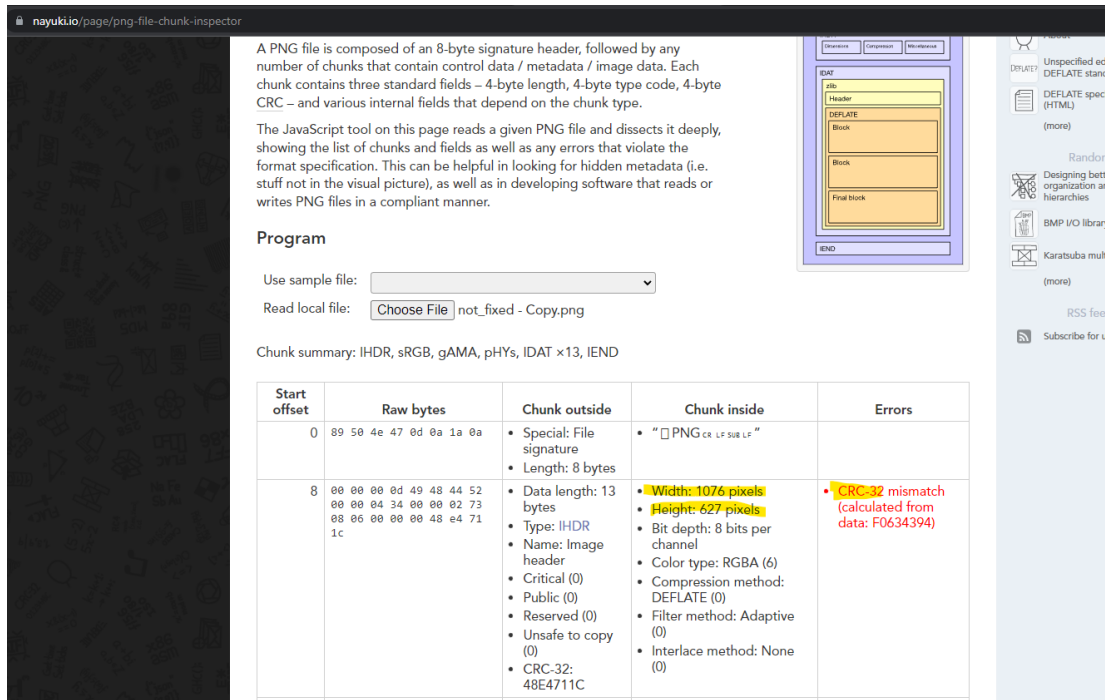 nayuki.io/page/png-file-chunk-inspector
A PNG file is composed of an 8-byte signature header, followed by any
number of chunks that contain control data / metadata / image data. Each
chunk contains three standard fields – 4-byte length, 4-byte type code, 4-byte
CRC – and various internal fields that depend on the chunk type.
The JavaScript tool on this page reads a given PNG file and dissects it deeply,
showing the list of chunks and fields as well as any errors that violate the
format specification. This can be helpful in looking for hidden metadata (i.e.
stuff not in the visual picture), as well as in developing software that reads or
writes PNG files in a compliant manner.
Dimensions Compression Miscellaneous
IDAT
zlib
Header
DEFLATE
Block
Block
Final block
IEND
Program
Use sample file:
Read local file: Choose File not_fixed - Copy.png
Chunk summary: IHDR, sRGB, gAMA, pHYs, IDAT ×13, IEND
Start offset Raw bytes Chunk outside Chunk inside Errors
0
89 50 4e 47 0d 0a 1a 0a
• Special: File
signature
• Length: 8 bytes
• “▯PNG CR LF SUB LF”
8
00 00 00 0d 49 48 44 52
00 00 04 34 00 00 02 73
08 06 00 00 00 48 e4 71
1c
• Data length: 13
bytes
• Type: IHDR
• Name: Image
header
• Critical (0)
• Public (0)
• Reserved (0)
• Unsafe to copy
(0)
• CRC-32:
48E4711C
• Width: 1076 pixels
• Height: 627 pixels
• Bit depth: 8 bits per
channel
• Color type: RGBA (6)
• Compression method:
DEFLATE (0)
• Filter method: Adaptive
(0)
• Interlace method: None
(0)
• CRC-32 mismatch
(calculated from
data: F0634394)
DEFLATE?
Unspecified ed
DEFLATE stand
DEFLATE spec
(HTML)
(more)
Random
Designing bett
organization a
hierarchies
BMP I/O library
Karatsuba mul
(more)
RSS fee
Subscribe for u